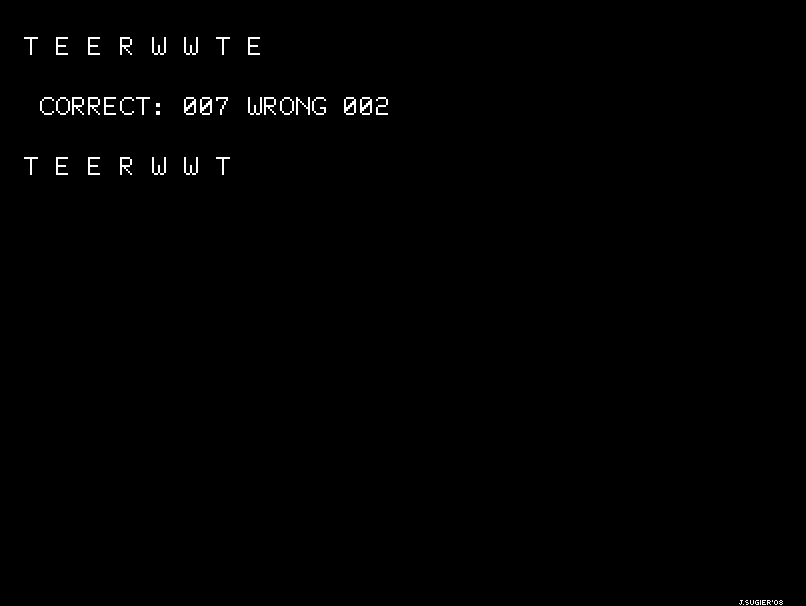 T E E R W W T E
CORRECT: 007 WRONG 002
T E E R W W T
J.SUGIER'08